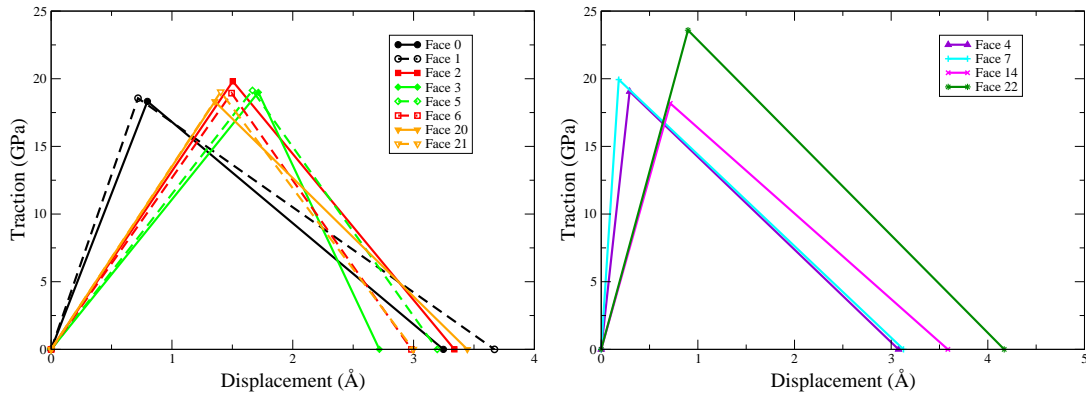 25
20
15
10
5
0
Traction (GPa)
0
1
2
3
4
Displacement (Å)
Face 0
Face 1
Face 2
Face 3
Face 5
Face 6
Face 20
Face 21
25
20
15
10
5
0
Traction (GPa)
0
1
2
3
4
5
Displacement (Å)
Face 4
Face 7
Face 14
Face 22